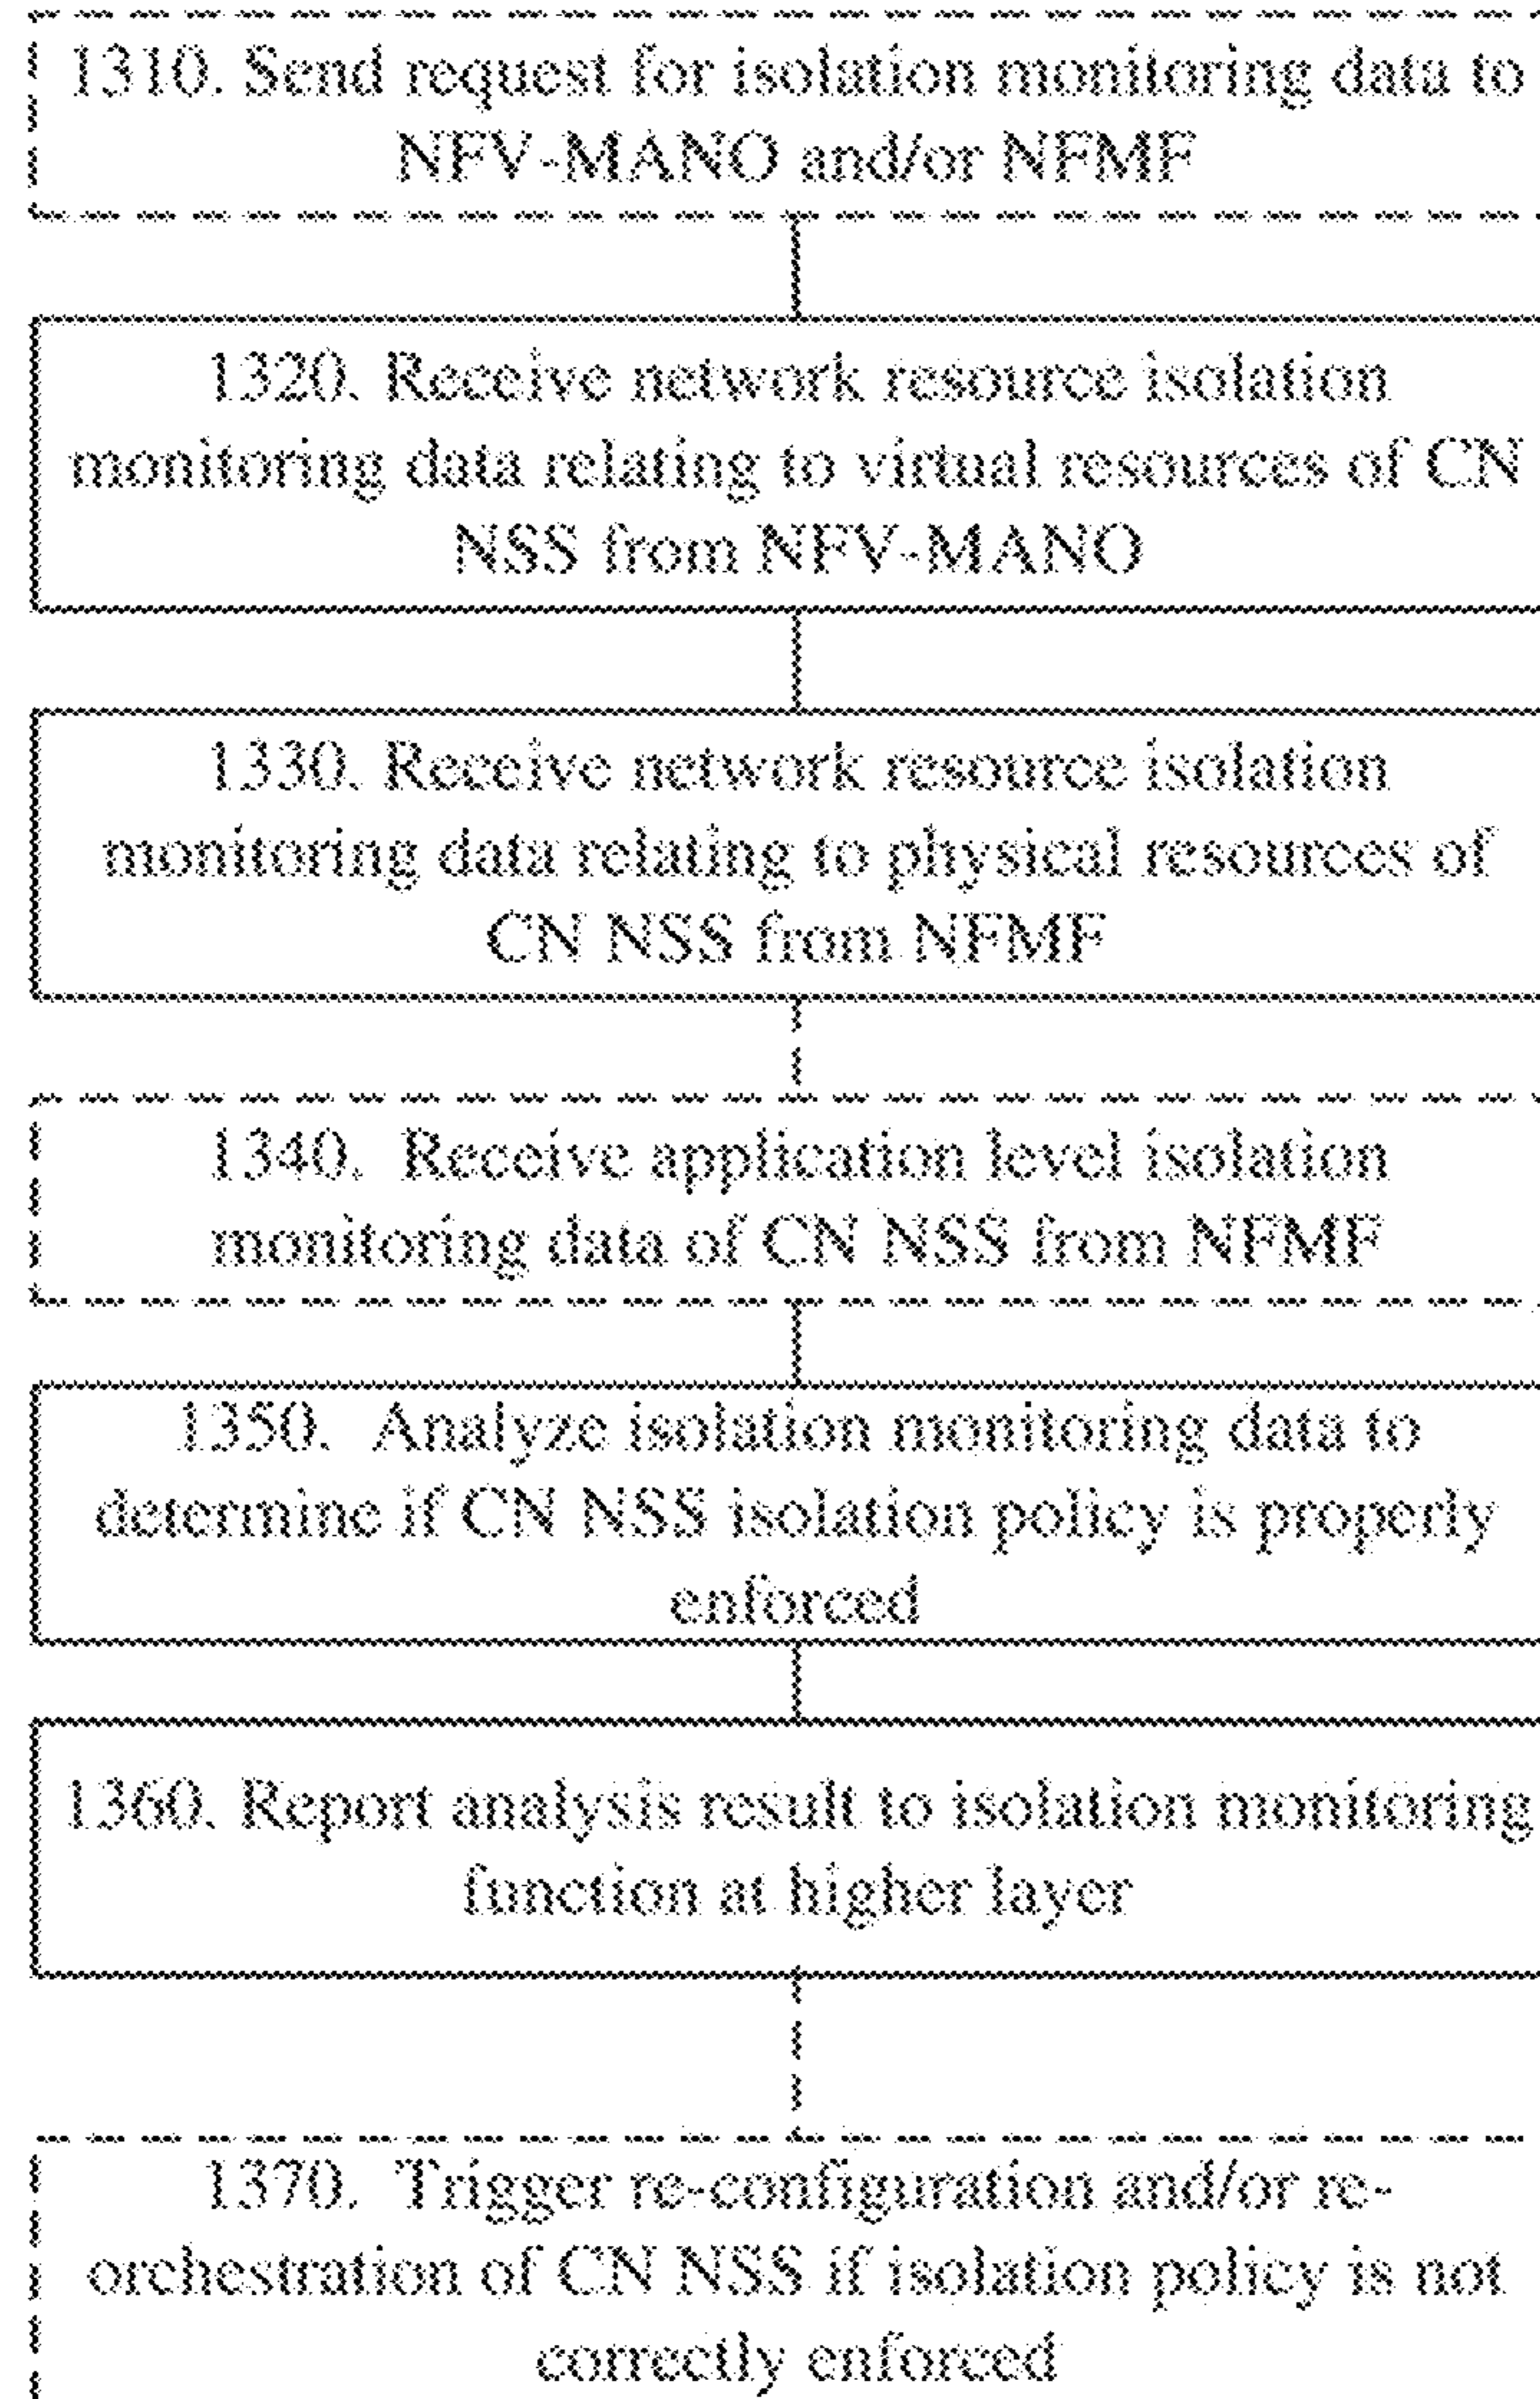 1310. Send request for isolation monitoring data to
NFV-MANO and/or NFMF
1320. Receive network resource isolation
monitoring data relating to virtual resources of CN
NSS from NFV-MANO
1330. Receive network resource isolation
monitoring data relating to physical resources of
CN NSS from NFMF
1340. Receive application level isolation
monitoring data of CN NSS from NFMF
1350. Analyze isolation monitoring data to
determine if CN NSS isolation policy is properly
enforced
1360. Report analysis result to isolation monitoring
function at higher layer
1370. Trigger re-configuration and/or re-
orchestration of CN NSS if isolation policy is not
correctly enforced